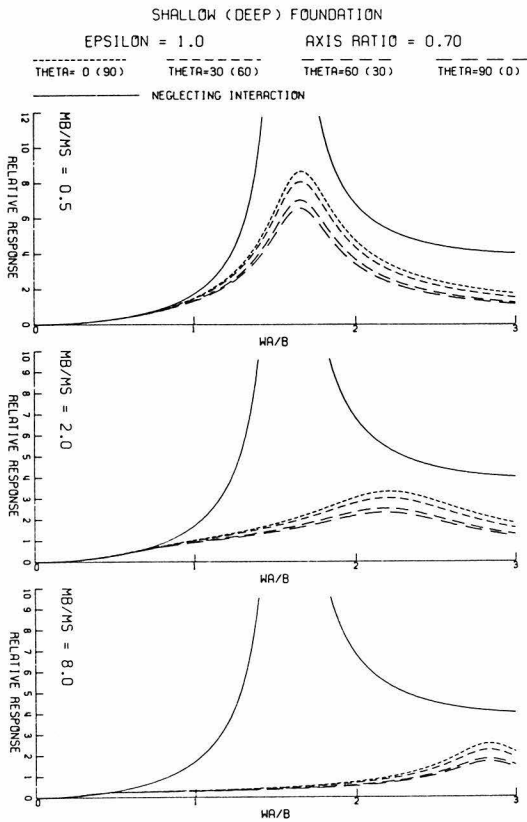 SHALLOW (DEEP) FOUNDATION
EPSILON = 1.0 AXIS RATIO = 0.70
THETA= 0 (90) THETA=30 (60) THETA=60 (30) THETA=90 (0)
NEGLECTING INTERACTION
MB/MS = 0.5
RELATIVE RESPONSE
12
10
8
6
4
2
0
0 1 2 3
WA/B
MB/MS = 2.0
RELATIVE RESPONSE
10
9
8
7
6
5
4
3
2
1
0
0 1 2 3
WA/B
MB/MS = 8.0
RELATIVE RESPONSE
10
9
8
7
6
5
4
3
2
1
0
0 1 2 3
WA/B